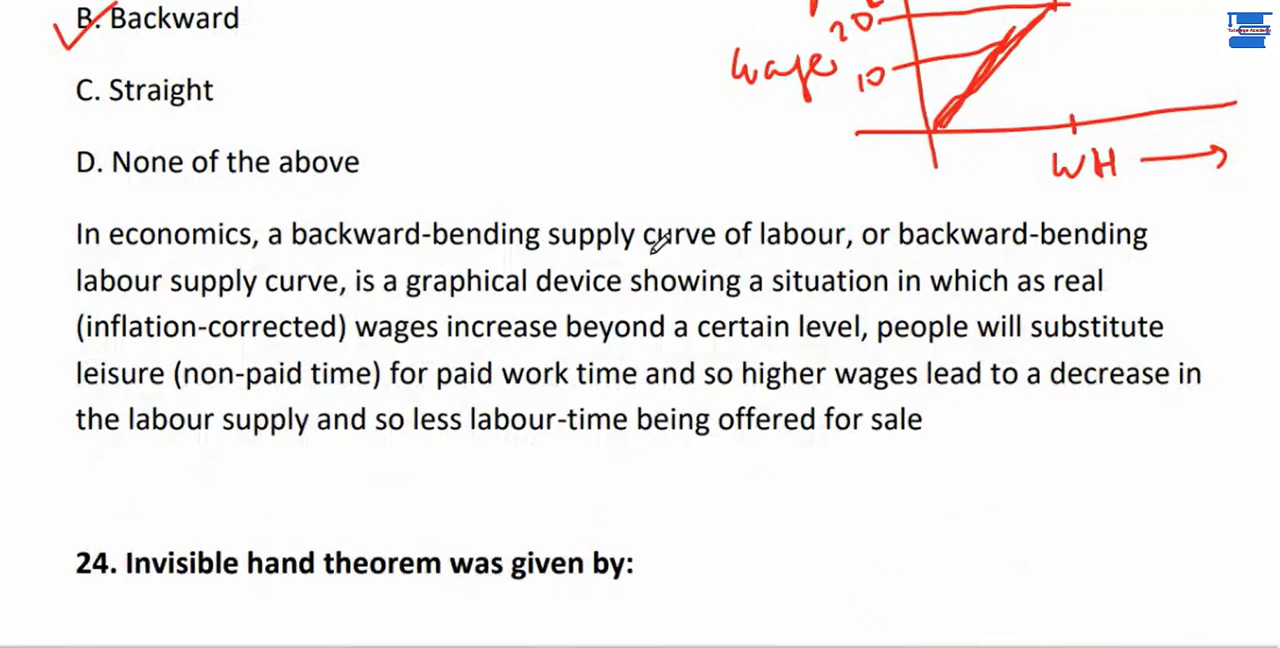 B. Backward
20
Wages
10
C. Straight
WH
D. None of the above
In economics, a backward-bending supply curve of labour, or backward-bending
labour supply curve, is a graphical device showing a situation in which as real
(inflation-corrected) wages increase beyond a certain level, people will substitute
leisure (non-paid time) for paid work time and so higher wages lead to a decrease in
the labour supply and so less labour-time being offered for sale
24. Invisible hand theorem was given by: